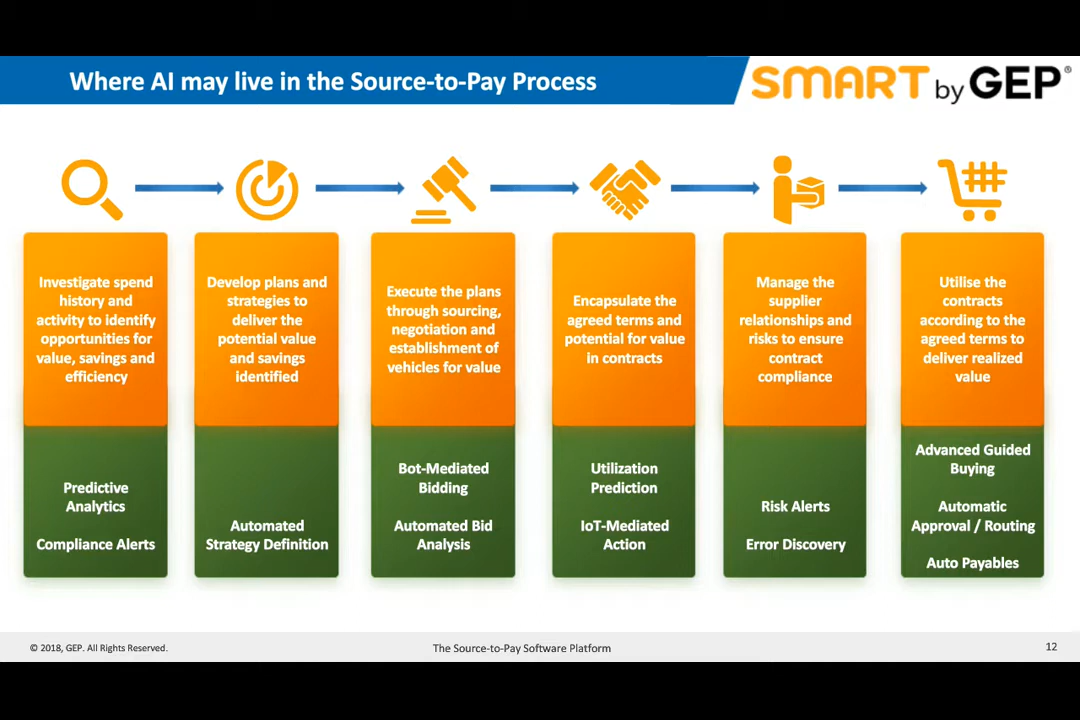 Where AI may live in the Source-to-Pay Process
SMART by GEP®
Investigate spend
history and
activity to identify
opportunities for
value, savings and
efficiency
Predictive
Analytics
Compliance Alerts
Develop plans and
strategies to
deliver the
potential value
and savings
identified
Automated
Strategy Definition
Execute the plans
through sourcing,
negotiation and
establishment of
vehicles for value
Bot-Mediated
Bidding
Automated Bid
Analysis
Encapsulate the
agreed terms and
potential for value
in contracts
Utilization
Prediction
IoT-Mediated
Action
Manage the
supplier
relationships and
risks to ensure
contract
compliance
Risk Alerts
Error Discovery
Utilise the
contracts
according to the
agreed terms to
deliver realized
value
Advanced Guided
Buying
Automatic
Approval / Routing
Auto Payables
© 2018, GEP. All Rights Reserved.
The Source-to-Pay Software Platform
12